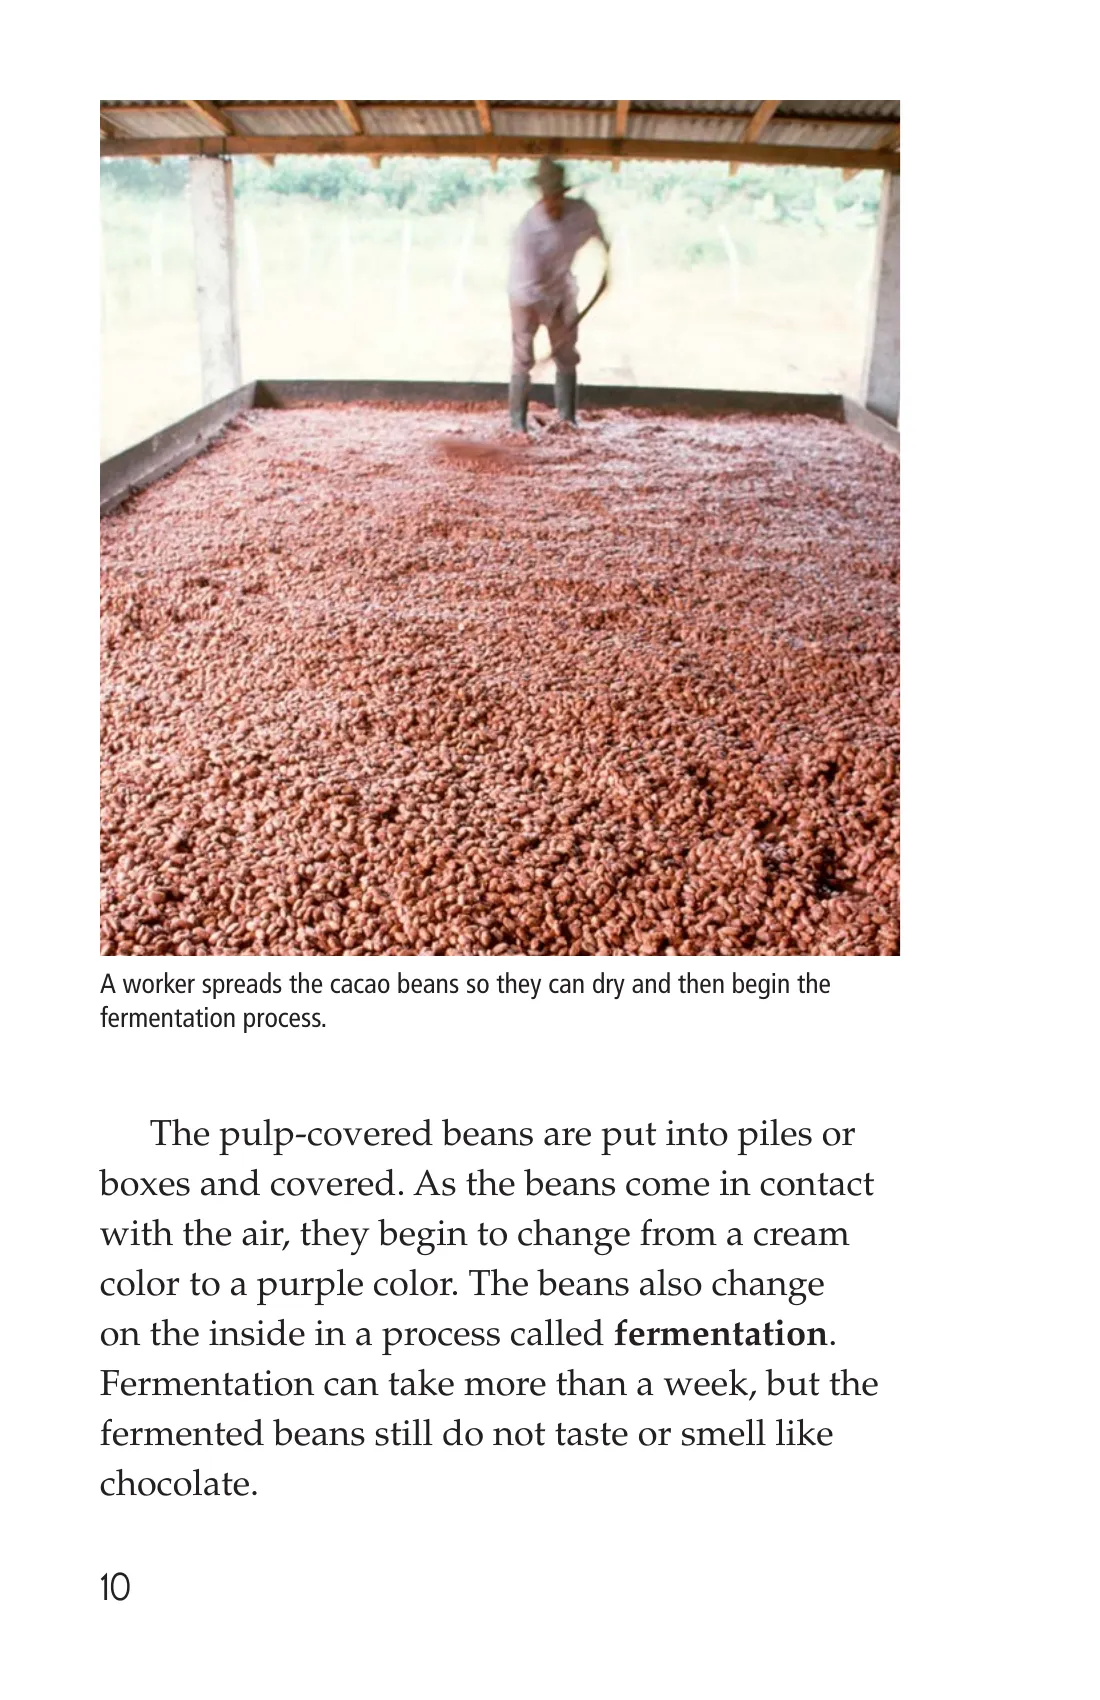 A worker spreads the cacao beans so they can dry and then begin the
fermentation process.
The pulp-covered beans are put into piles or
boxes and covered. As the beans come in contact
with the air, they begin to change from a cream
color to a purple color. The beans also change
on the inside in a process called fermentation.
Fermentation can take more than a week, but the
fermented beans still do not taste or smell like
chocolate.
10